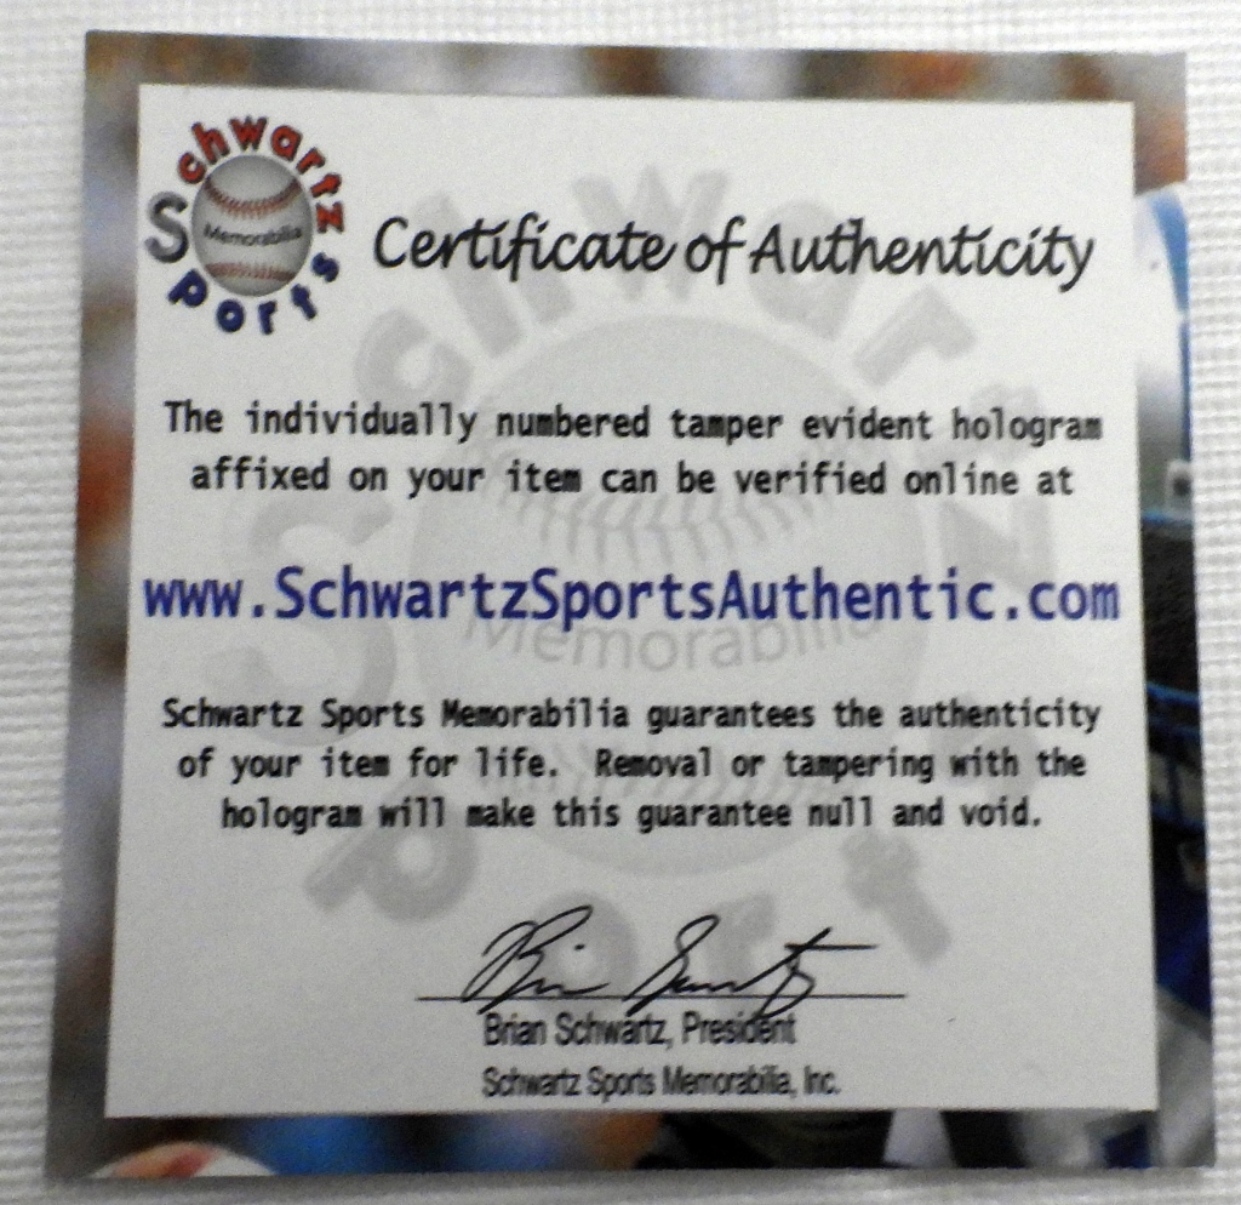 Schwartz
Sports
Memorabilia
Certificate of Authenticity
The individually numbered tamper evident hologram
affixed on your item can be verified online at
www.SchwartzSportsAuthentic.com
Schwartz Sports Memorabilia guarantees the authenticity
of your item for life. Removal or tampering with the
hologram will make this guarantee null and void.
Brian Schwartz
Brian Schwartz, President
Schwartz Sports Memorabilia, Inc.